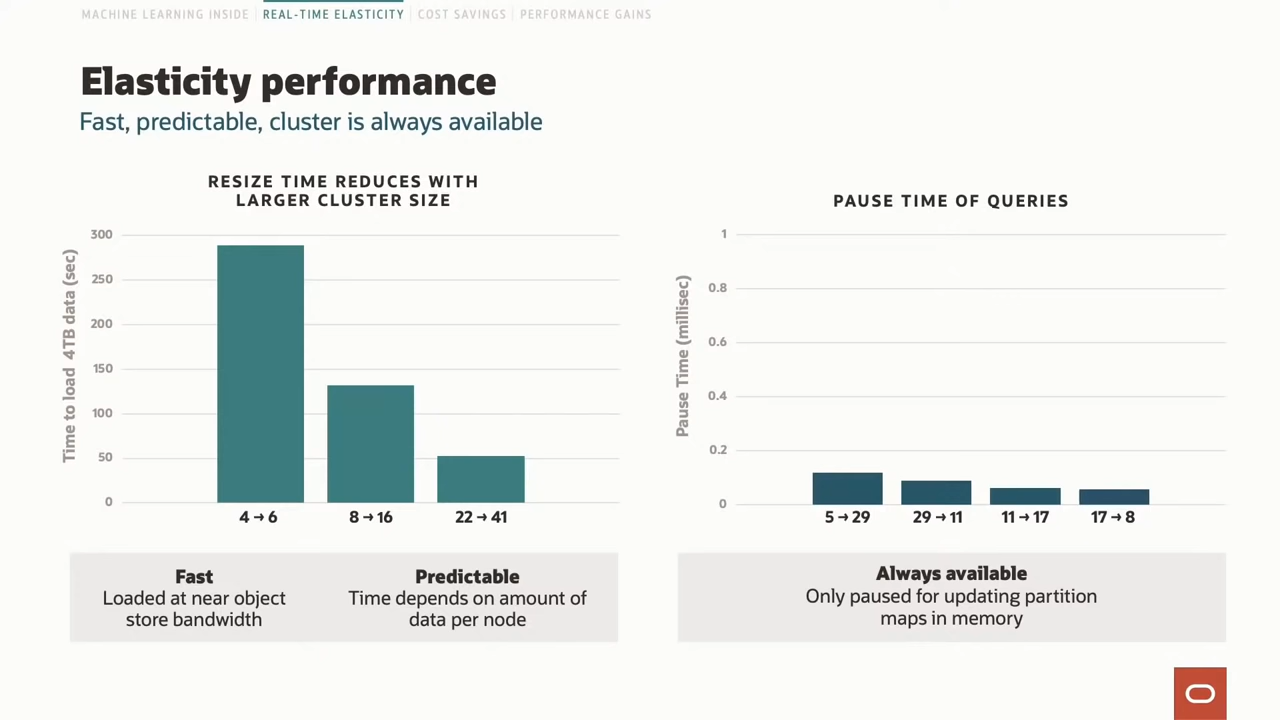 MACHINE LEARNING INSIDE | REAL-TIME ELASTICITY | COST SAVINGS | PERFORMANCE GAINS
Elasticity performance
Fast, predictable, cluster is always available
RESIZE TIME REDUCES WITH
LARGER CLUSTER SIZE
Time to load 4TB data (sec)
300
250
200
150
100
50
0
4→6
8→16
22→41
Fast
Loaded at near object
store bandwidth
Predictable
Time depends on amount of
data per node
PAUSE TIME OF QUERIES
Pause Time (millisec)
1
0.8
0.6
0.4
0.2
0
5→29
29→11
11→17
17→8
Always available
Only paused for updating partition
maps in memory